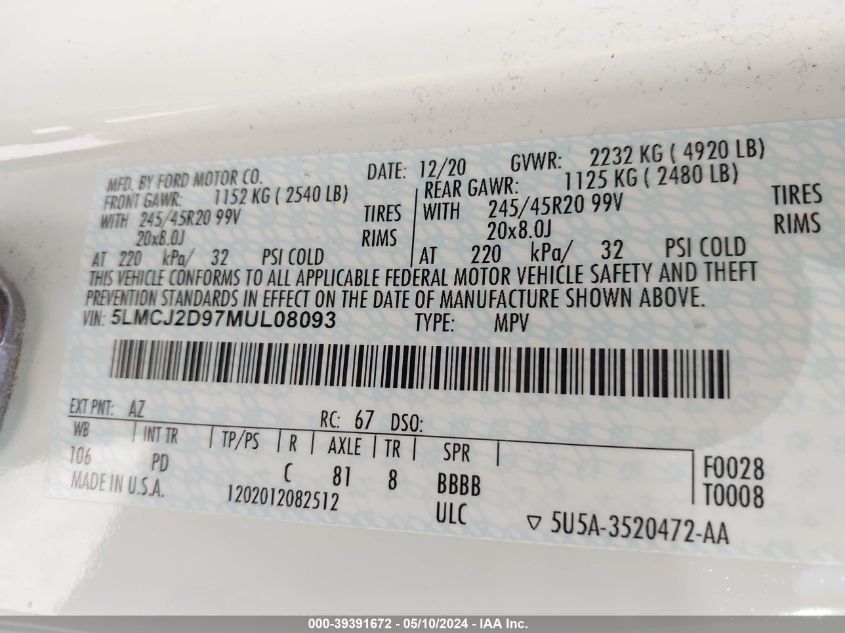 MFD. BY FORD MOTOR CO. DATE: 12/20 GVWR: 2232 KG ( 4920 LB)
FRONT GAWR: 1152 KG ( 2540 LB) REAR GAWR: 1125 KG ( 2480 LB)
WITH 245/45R20 99V TIRES WITH 245/45R20 99V TIRES
20x8.0J RIMS 20x8.0J RIMS
AT 220 kPa/ 32 PSI COLD AT 220 kPa/ 32 PSI COLD
THIS VEHICLE CONFORMS TO ALL APPLICABLE FEDERAL MOTOR VEHICLE SAFETY AND THEFT
PREVENTION STANDARDS IN EFFECT ON THE DATE OF MANUFACTURE SHOWN ABOVE.
VIN: 5LMCJ2D97MUL08093 TYPE: MPV
EXT PNT: AZ RC: 67 DSO:
WB INT TR TP/PS R AXLE TR SPR
106 PD C 81 8 BBBB F0028
MADE IN U.S.A. 1202012082512 ULC T0008
▽ 5U5A-3520472-AA
000-39391672 - 05/10/2024 - IAA Inc.